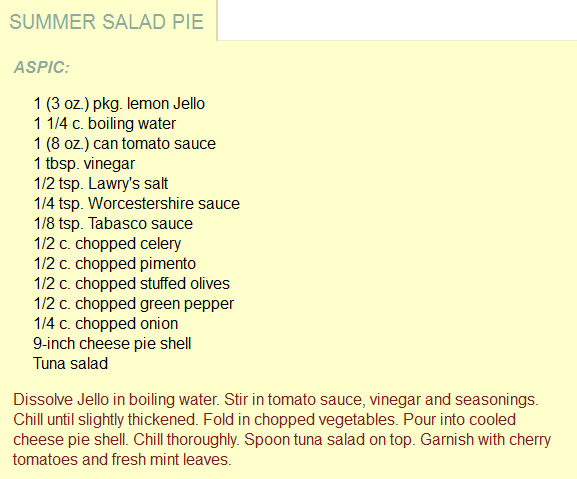 SUMMER SALAD PIE
ASPIC:
1 (3 oz.) pkg. lemon Jello
1 1/4 c. boiling water
1 (8 oz.) can tomato sauce
1 tbsp. vinegar
1/2 tsp. Lawry's salt
1/4 tsp. Worcestershire sauce
1/8 tsp. Tabasco sauce
1/2 c. chopped celery
1/2 c. chopped pimento
1/2 c. chopped stuffed olives
1/2 c. chopped green pepper
1/4 c. chopped onion
9-inch cheese pie shell
Tuna salad
Dissolve Jello in boiling water. Stir in tomato sauce, vinegar and seasonings.
Chill until slightly thickened. Fold in chopped vegetables. Pour into cooled
cheese pie shell. Chill thoroughly. Spoon tuna salad on top. Garnish with cherry
tomatoes and fresh mint leaves.